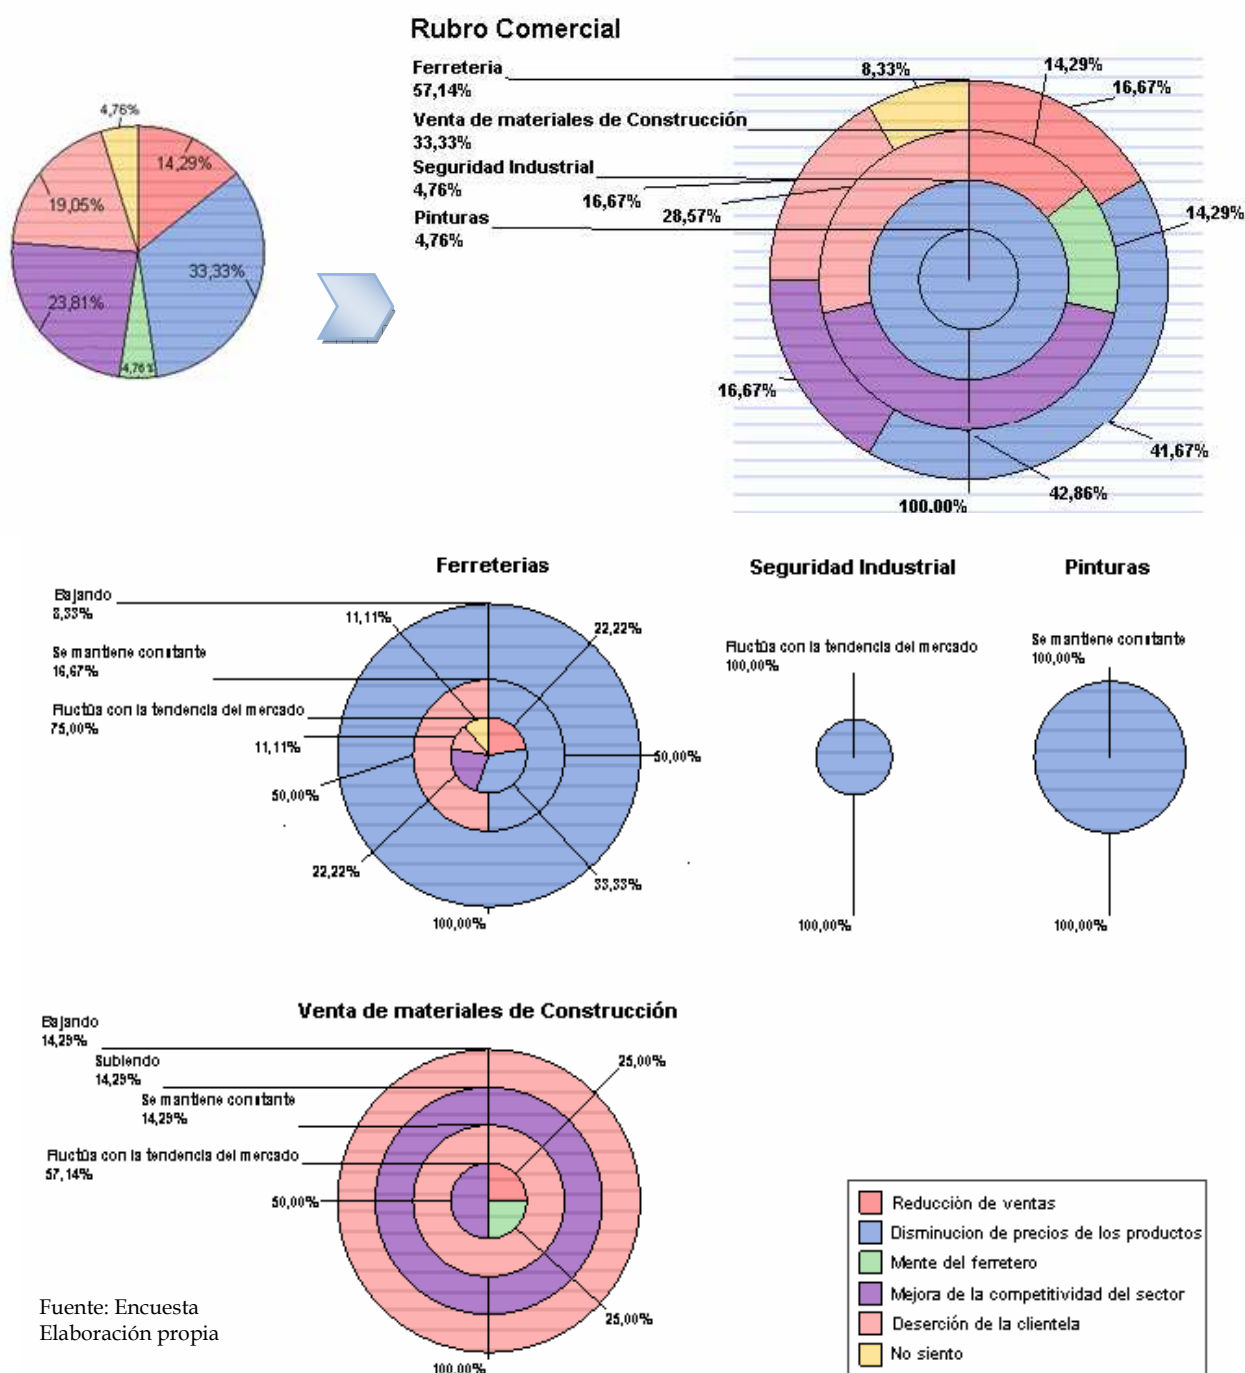 Rubro Comercial
Ferreteria
57,14%
Venta de materiales de Construcción
33,33%
Seguridad Industrial
4,76%
Pinturas
4,76%
8,33%
14,29%
16,67%
16,67%
28,57%
14,29%
16,67%
41,67%
42,86%
100,00%
4,76%
14,29%
19,05%
33,33%
23,81%
4,76%
Ferreterias
Bajando
8,33%
Se mantiene constante
16,67%
Fluctúa con la tendencia del mercado
75,00%
11,11%
22,22%
11,11%
50,00%
50,00%
22,22%
33,33%
100,00%
Seguridad Industrial
Fluctúa con la tendencia del mercado
100,00%
100,00%
Pinturas
Se mantiene constante
100,00%
100,00%
Venta de materiales de Construcción
Bajando
14,29%
Subiendo
14,29%
Se mantiene constante
14,29%
Fluctúa con la tendencia del mercado
57,14%
25,00%
50,00%
25,00%
100,00%
Reducción de ventas
Disminucion de precios de los productos
Mente del ferretero
Mejora de la competitividad del sector
Deserción de la clientela
No siento
Fuente: Encuesta
Elaboración propia